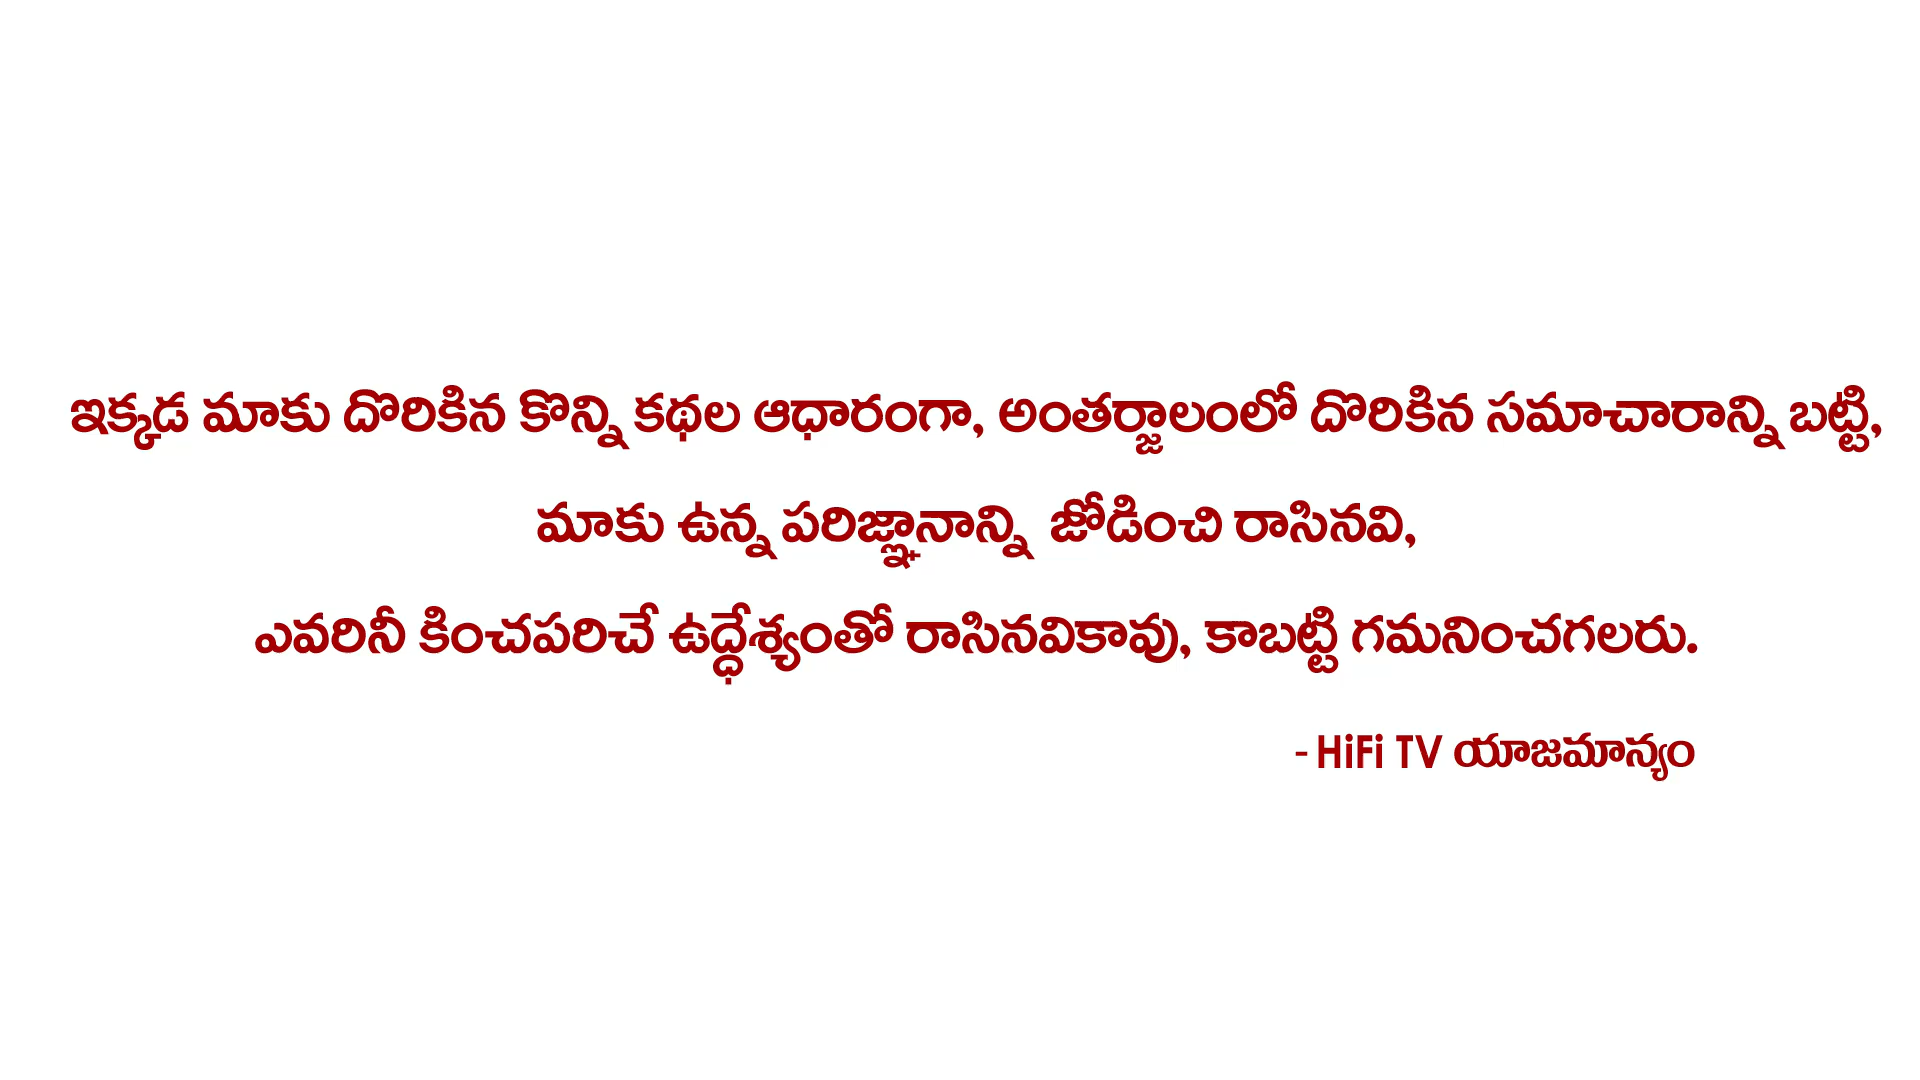 ఇక్కడ మాకు దొరికిన కొన్ని కథల ఆధారంగా, అంతర్జాలంలో దొరికిన సమాచారాన్ని బట్టి,
మాకు ఉన్న పరిజ్ఞానాన్ని జోడించి రాసినవి,
ఎవరినీ కించపరిచే ఉద్ధేశ్యంతో రాసినవికావు, కాబట్టి గమనించగలరు.
- HiFi TV యాజమాన్యం